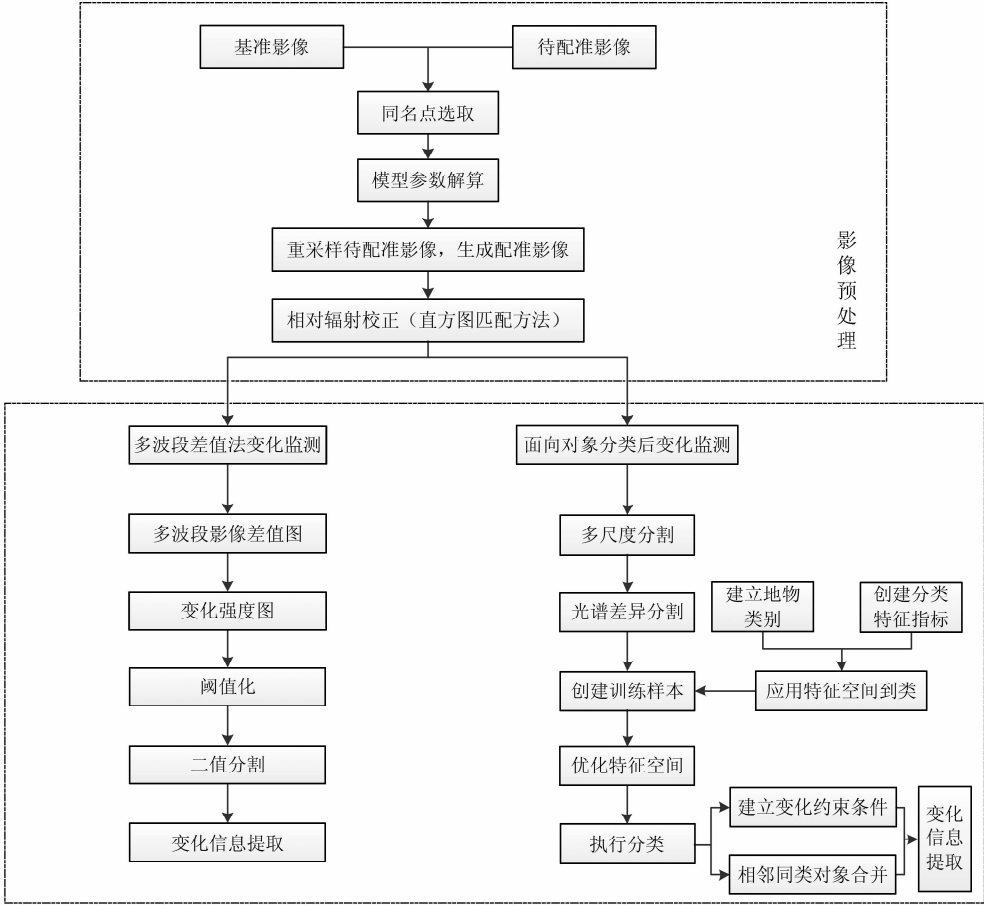 基准影像
待配准影像
同名点选取
模型参数解算
重采样待配准影像，生成配准影像
相对辐射校正（直方图匹配方法）
影
像
预
处
理
多波段差值法变化监测
多波段影像差值图
变化强度图
阈值化
二值分割
变化信息提取
面向对象分类后变化监测
多尺度分割
光谱差异分割
建立地物
类别
创建分类
特征指标
应用特征空间到类
创建训练样本
优化特征空间
执行分类
建立变化约束条件
相邻同类对象合并
变化
信息
提取